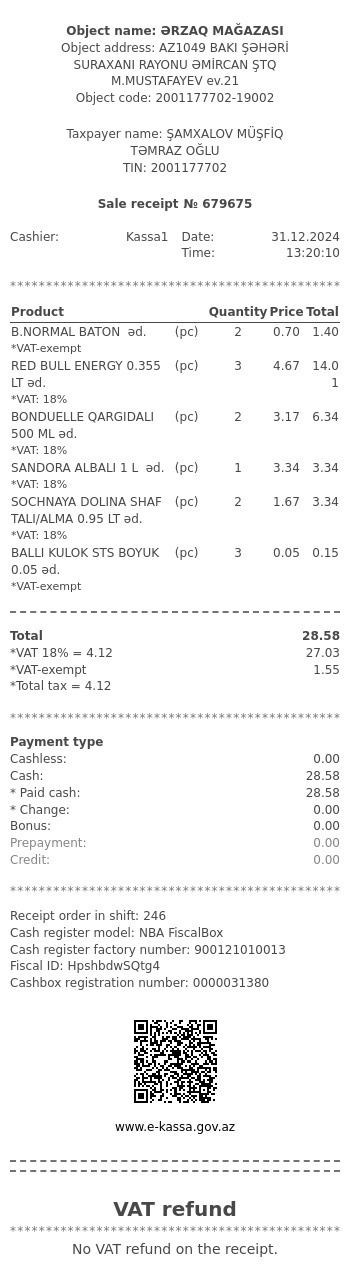 Object name: ƏRZAQ MAĞAZASI
Object address: AZ1049 BAKI ŞƏHƏRİ
SURAXANI RAYONU ƏMİRCAN ŞTQ
M.MUSTAFAYEV ev.21
Object code: 2001177702-19002
Taxpayer name: ŞAMXALOV MÜŞFİQ
TƏMRAZ OĞLU
TIN: 2001177702
Sale receipt № 679675
Cashier: Kassa1 Date: 31.12.2024
Time: 13:20:10
**********************************************
Product Quantity Price Total
B.NORMAL BATON əd. (pc) 2 0.70 1.40
*VAT-exempt
RED BULL ENERGY 0.355 (pc) 3 4.67 14.0
LT əd. 1
*VAT: 18%
BONDUELLE QARGIDALI (pc) 2 3.17 6.34
500 ML əd.
*VAT: 18%
SANDORA ALBALI 1 L əd. (pc) 1 3.34 3.34
*VAT: 18%
SOCHNAYA DOLINA SHAF (pc) 2 1.67 3.34
TALI/ALMA 0.95 LT əd.
*VAT: 18%
BALLI KULOK STS BOYUK (pc) 3 0.05 0.15
0.05 əd.
*VAT-exempt
Total 28.58
*VAT 18% = 4.12 27.03
*VAT-exempt 1.55
*Total tax = 4.12
**********************************************
Payment type
Cashless: 0.00
Cash: 28.58
* Paid cash: 28.58
* Change: 0.00
Bonus: 0.00
Prepayment: 0.00
Credit: 0.00
**********************************************
Receipt order in shift: 246
Cash register model: NBA FiscalBox
Cash register factory number: 900121010013
Fiscal ID: HpshbdwSQtg4
Cashbox registration number: 0000031380
www.e-kassa.gov.az
VAT refund
**********************************************
No VAT refund on the receipt.